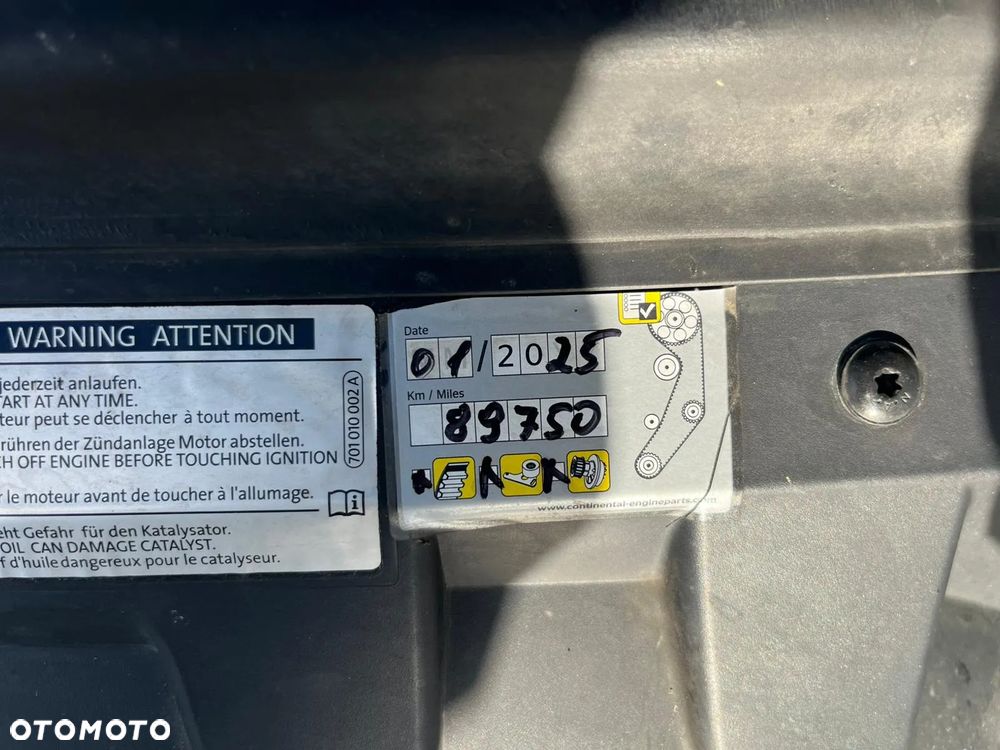 WARNING ATTENTION
jederzeit anlaufen.
START AT ANY TIME.
teur peut se déclencher à tout moment.
rühren der Zündanlage Motor abstellen.
CH OFF ENGINE BEFORE TOUCHING IGNITION
r le moteur avant de toucher à l'allumage.
eht Gefahr für den Katalysator.
OIL CAN DAMAGE CATALYST.
f d'huile dangereux pour le catalyseur.
701 010 002 A
Date
01/2025
Km / Miles
89750
www.continental-engineparts.com
OTOMOTO